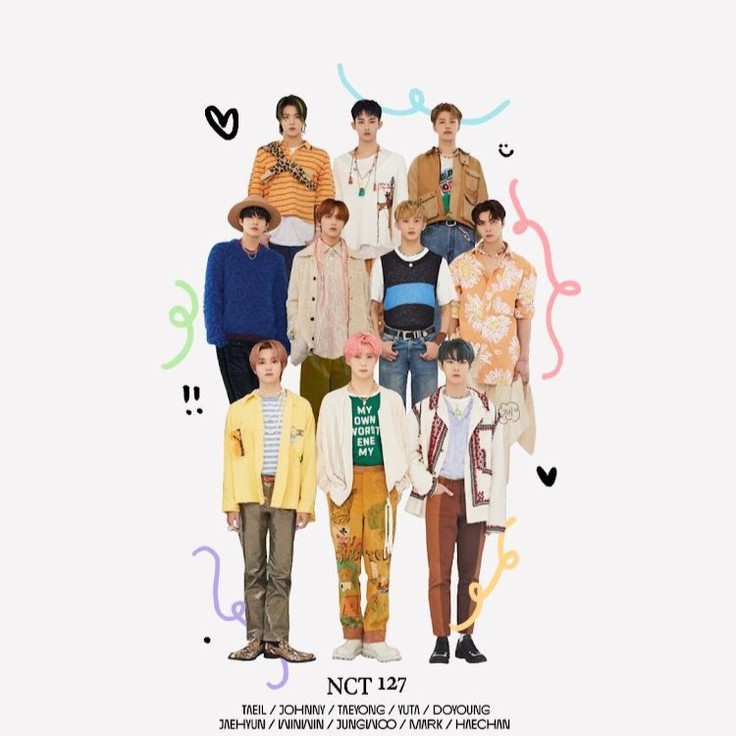 MY
OWN
WORST
ENE
MY
NCT 127
TAEIL / JOHNNY / TAEYONG / YUTA / DOYOUNG
JAEHYUN / WINWIN / JUNGWOO / MARK / HAECHAN